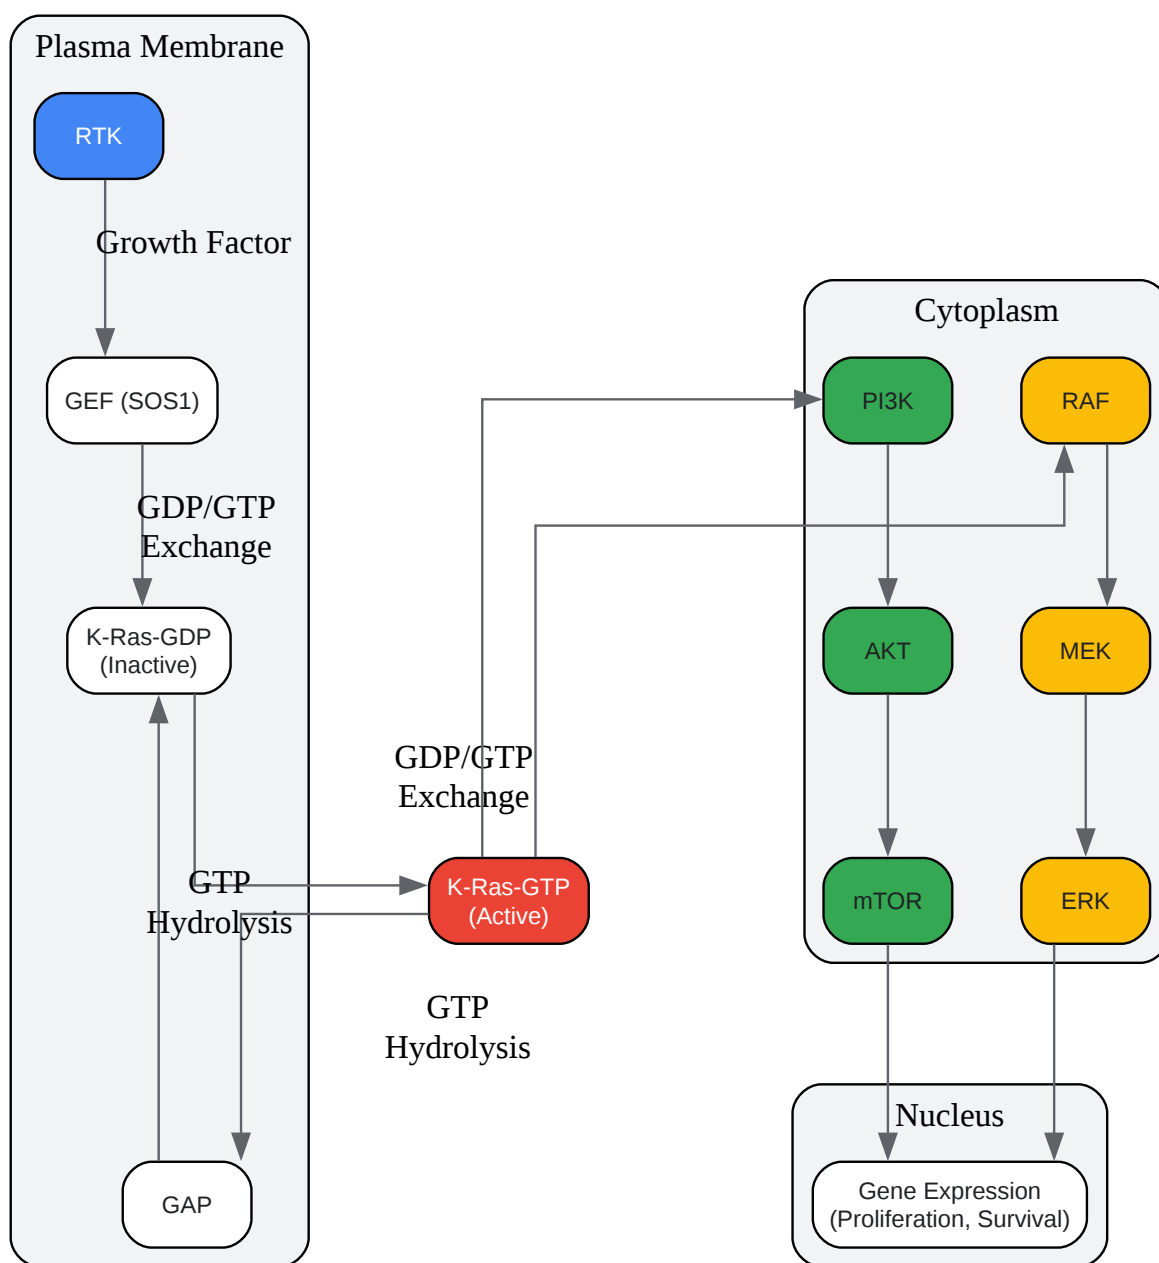 Plasma Membrane
RTK
Growth Factor
GEF (SOS1)
GDP/GTP
Exchange
K-Ras-GDP
(Inactive)
GTP
Hydrolysis
GAP
GDP/GTP
Exchange
K-Ras-GTP
(Active)
GTP
Hydrolysis
Cytoplasm
PI3K
RAF
AKT
MEK
mTOR
ERK
Nucleus
Gene Expression
(Proliferation, Survival)